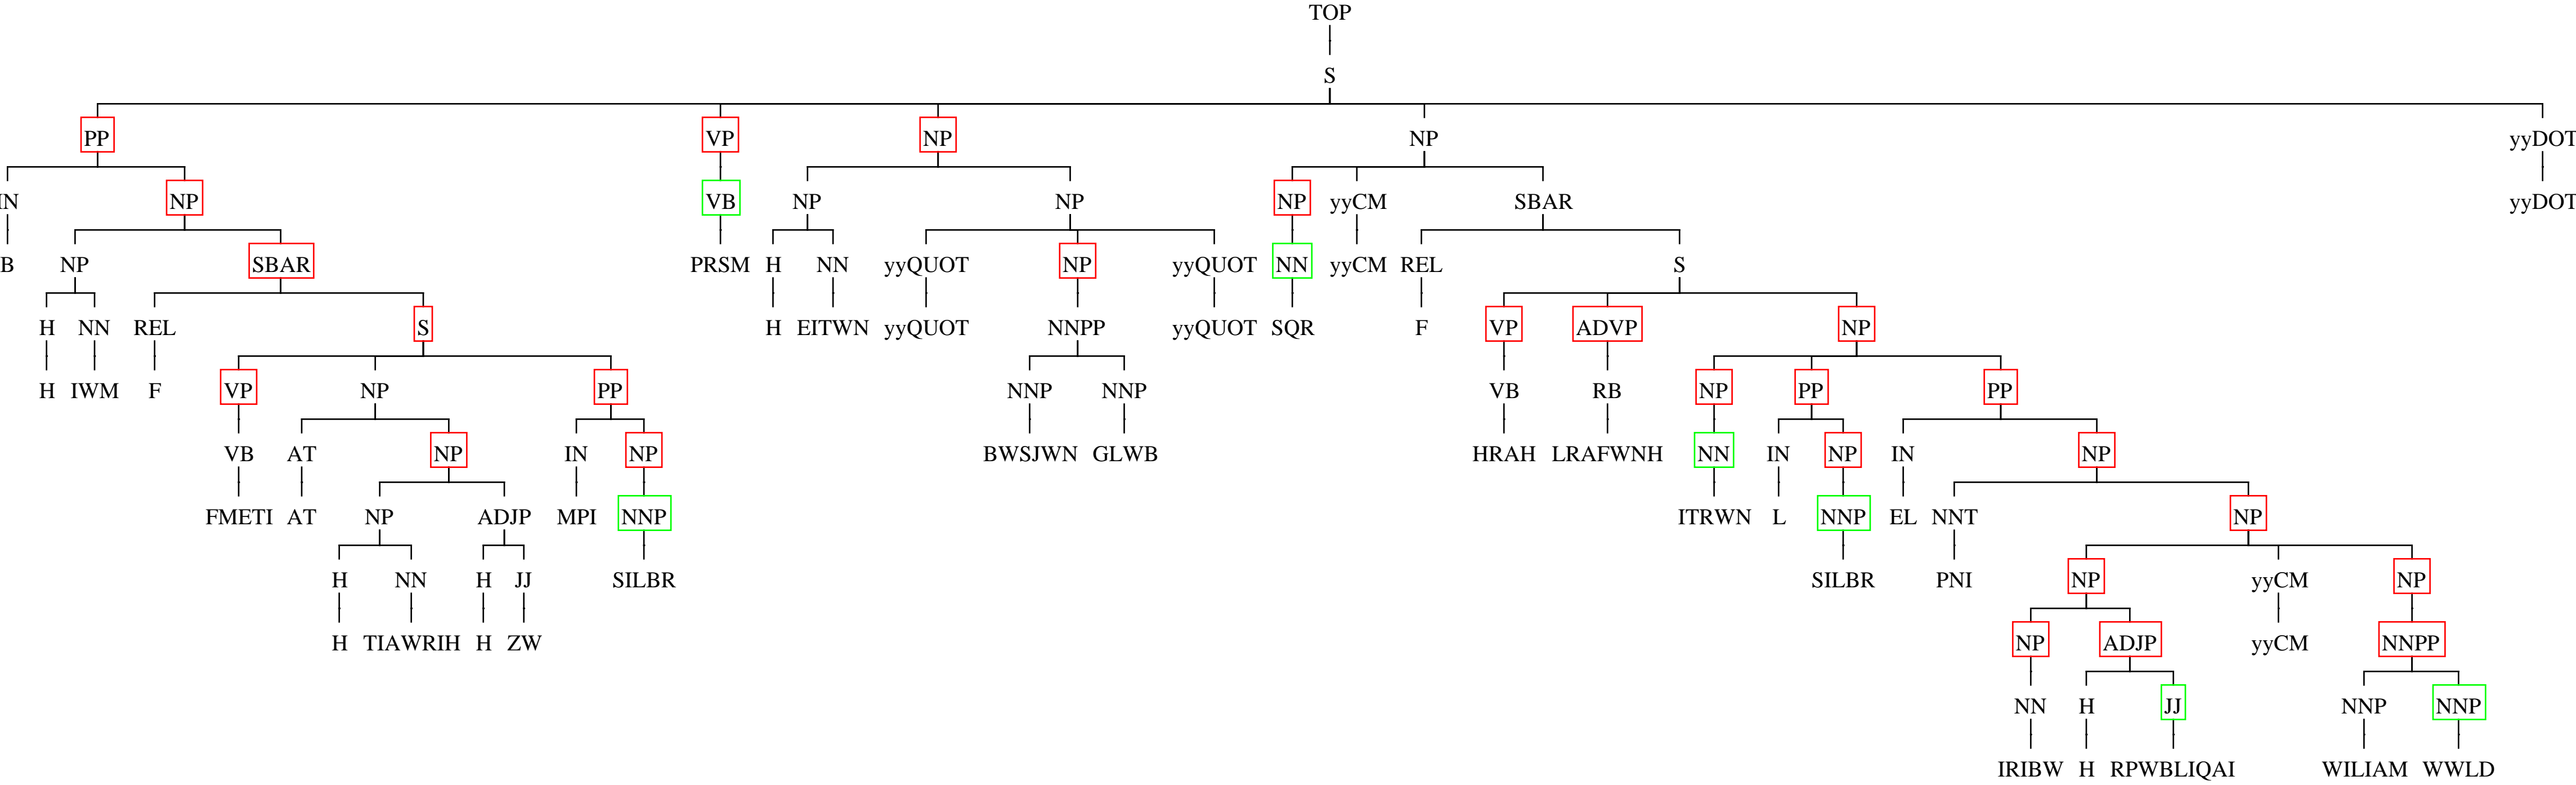 TOP
S
PP VP NP NP yyDOT
IN NP VB NP NP NP yyCM SBAR yyDOT
B NP SBAR PRSM H NN yyQUOT NP yyQUOT NN yyCM REL S
H NN REL S H EITWN yyQUOT NNPP yyQUOT SQR F VP ADVP NP
H IWM F VP NP PP NNP NNP VB RB NP PP PP
VB AT NP IN NP BWSJWN GLWB HRAH LRAFWNH NN IN NP IN NP
FMETI AT NP ADJP MPI NNP ITRWN L NNP EL NNT NP
H NN H JJ SILBR SILBR PNI NP yyCM NP
H TIAWRIH H ZW NP ADJP yyCM NNPP
NN H JJ NNP NNP
IRIBW H RPWBLIQAI WILIAM WWLD